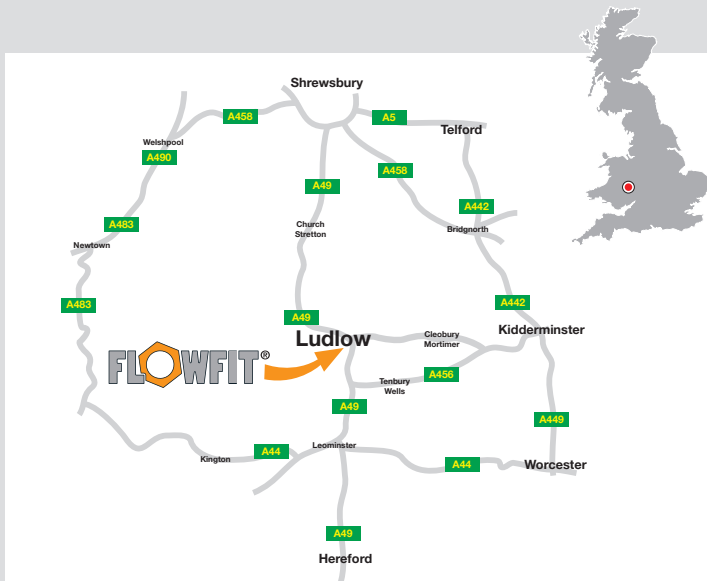 Shrewsbury
A458
A5
Telford
Welshpool
A490
A458
A49
A442
A483
Church
Stretton
Bridgnorth
Newtown
A483
A442
A49
Ludlow
Cleobury
Mortimer
Kidderminster
FLOWFIT®
Tenbury
Wells
A456
A49
A449
Kington
A44
Leominster
A44
Worcester
A49
Hereford